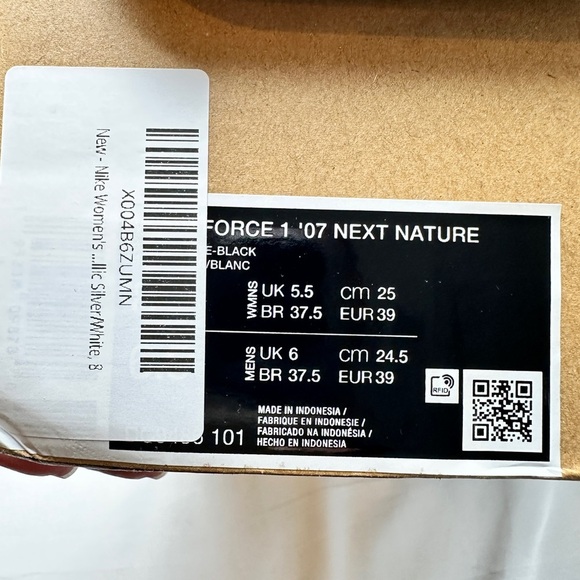 New - Nike Women's ...llic Silver/White, 8
X004B6ZUMN
FORCE 1 '07 NEXT NATURE
E-BLACK
/BLANC
WMNS UK 5.5 cm 25
BR 37.5 EUR 39
MENS UK 6 cm 24.5
BR 37.5 EUR 39
RFID
MADE IN INDONESIA /
FABRIQUE EN INDONESIE /
FABRICADO NA INDONÉSIA /
HECHO EN INDONESIA
101